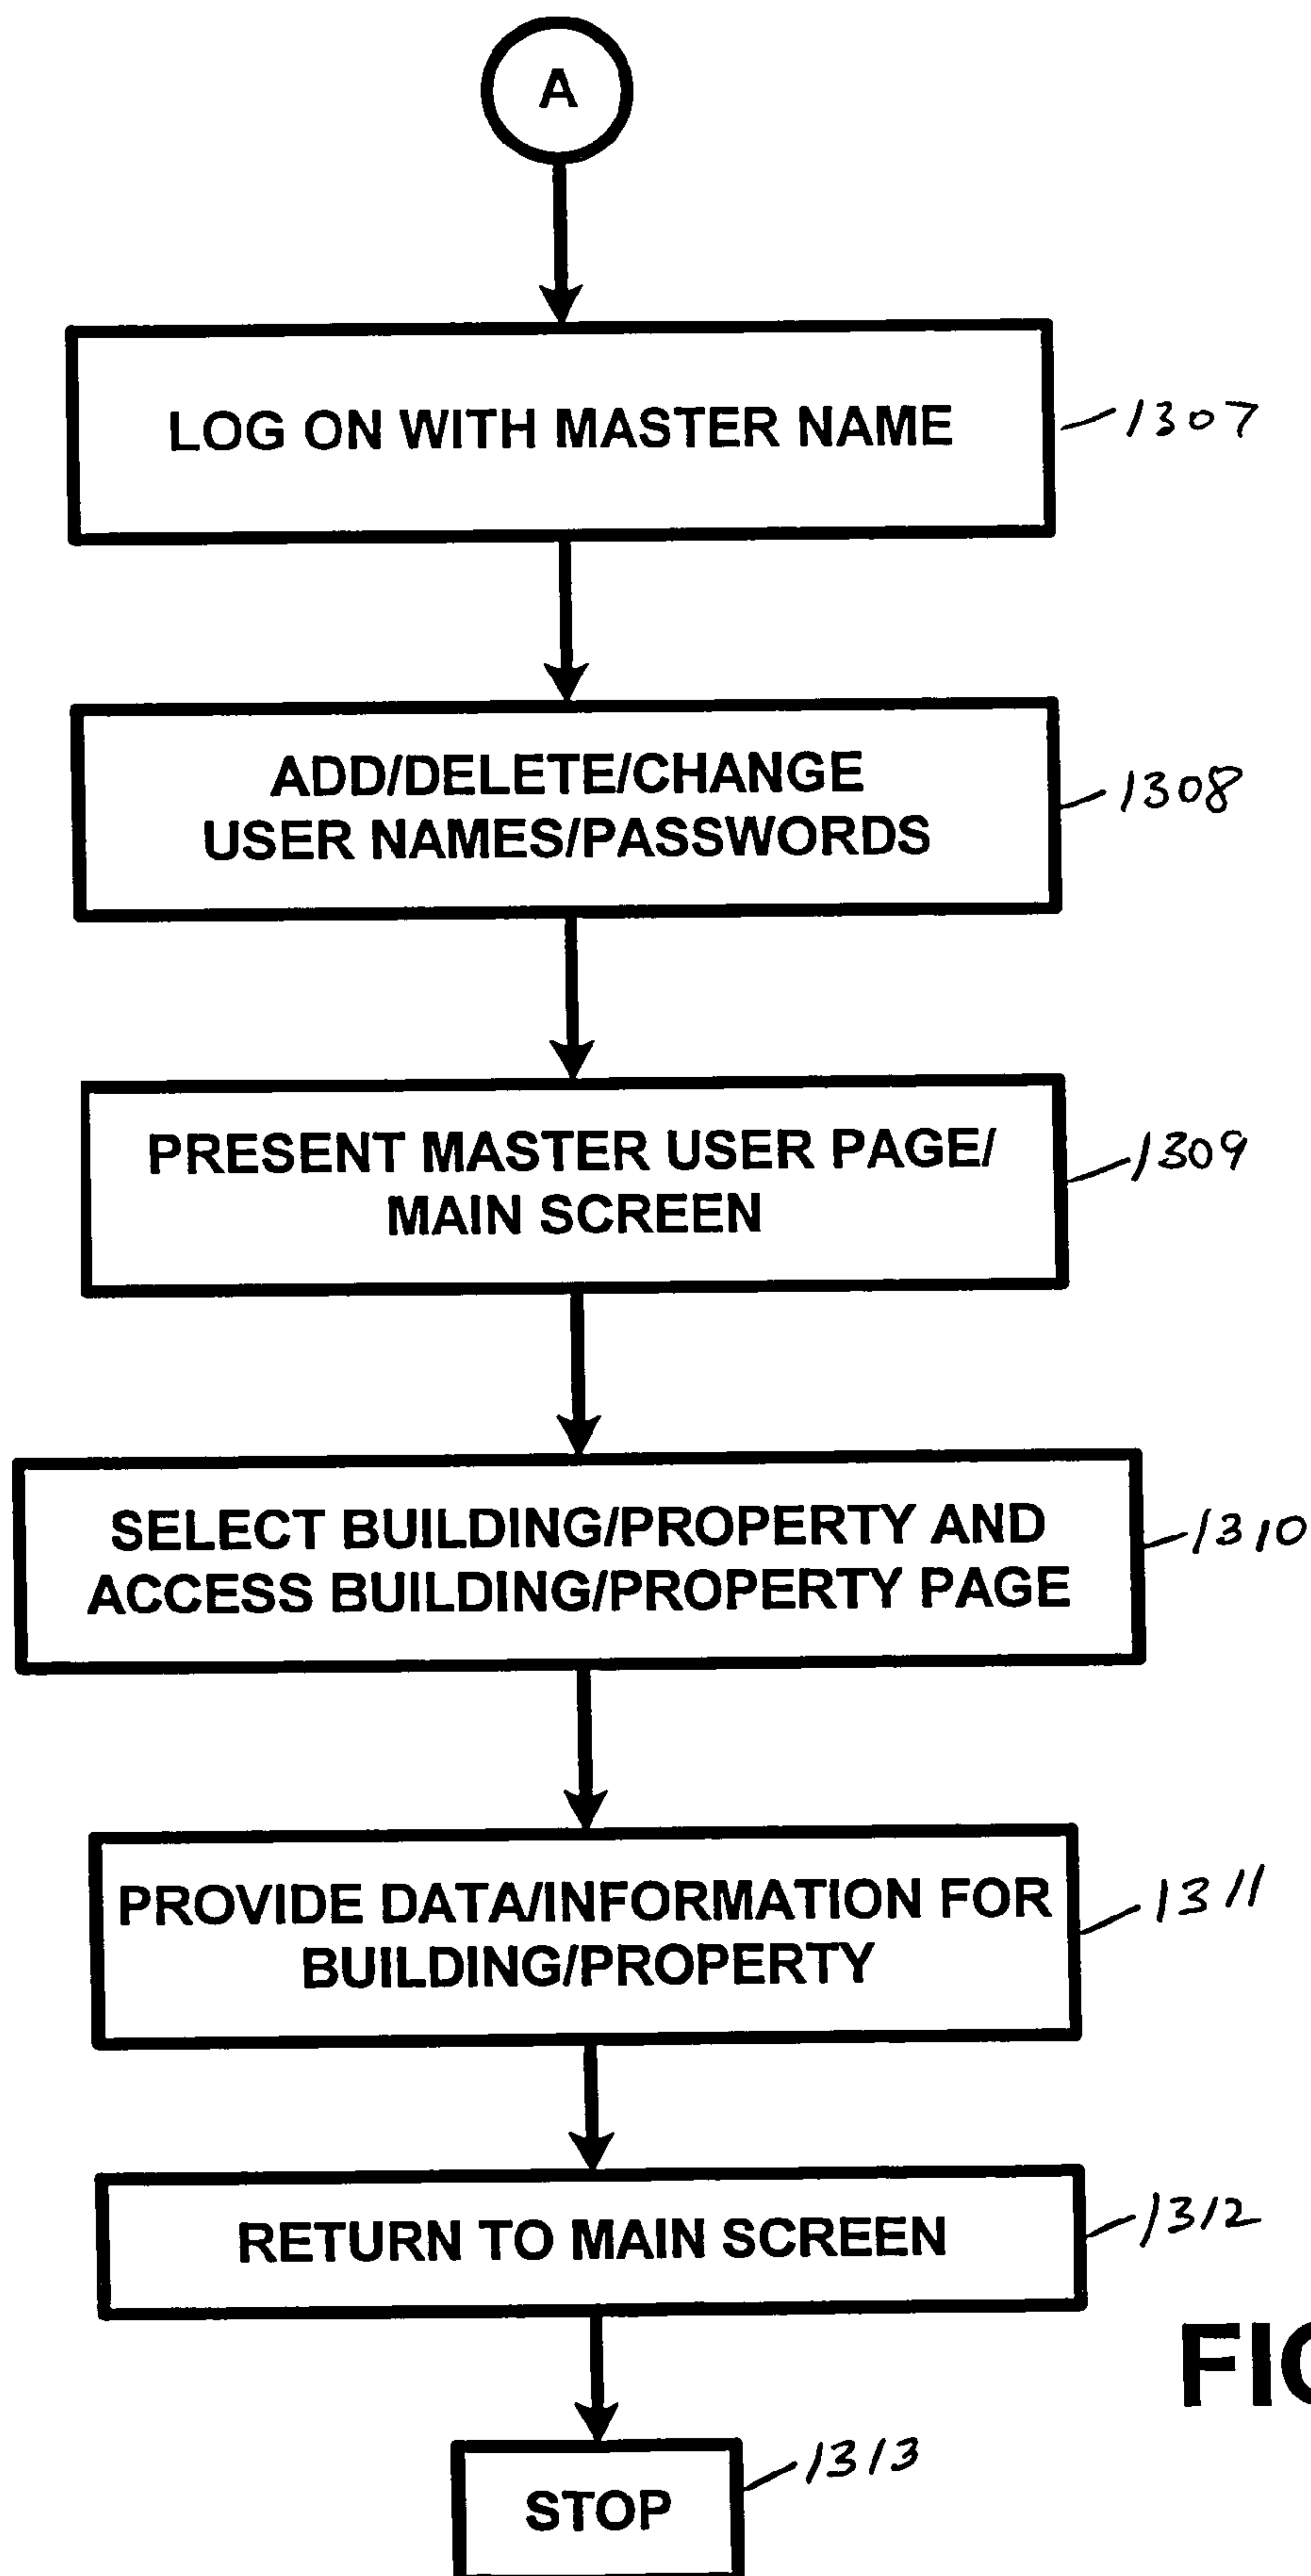 A
LOG ON WITH MASTER NAME
1307
ADD/DELETE/CHANGE
USER NAMES/PASSWORDS
1308
PRESENT MASTER USER PAGE/
MAIN SCREEN
1309
SELECT BUILDING/PROPERTY AND
ACCESS BUILDING/PROPERTY PAGE
1310
PROVIDE DATA/INFORMATION FOR
BUILDING/PROPERTY
1311
RETURN TO MAIN SCREEN
1312
STOP
1313